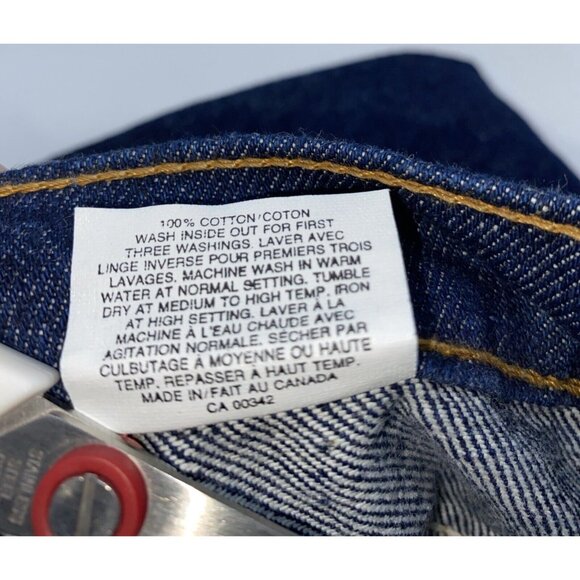 100% COTTON/COTON
WASH INSIDE OUT FOR FIRST
THREE WASHINGS. LAVER AVEC
LINGE INVERSE POUR PREMIERS TROIS
LAVAGES. MACHINE WASH IN WARM
WATER AT NORMAL SETTING. TUMBLE
DRY AT MEDIUM TO HIGH TEMP. IRON
AT HIGH SETTING. LAVER À LA
MACHINE À L'EAU CHAUDE AVEC
AGITATION NORMALE. SÉCHER PAR
CULBUTAGE À MOYENNE OU HAUTE
TEMP. REPASSER À HAUT TEMP.
MADE IN/FAIT AU CANADA
CA 00342
STAINLESS
STEEL